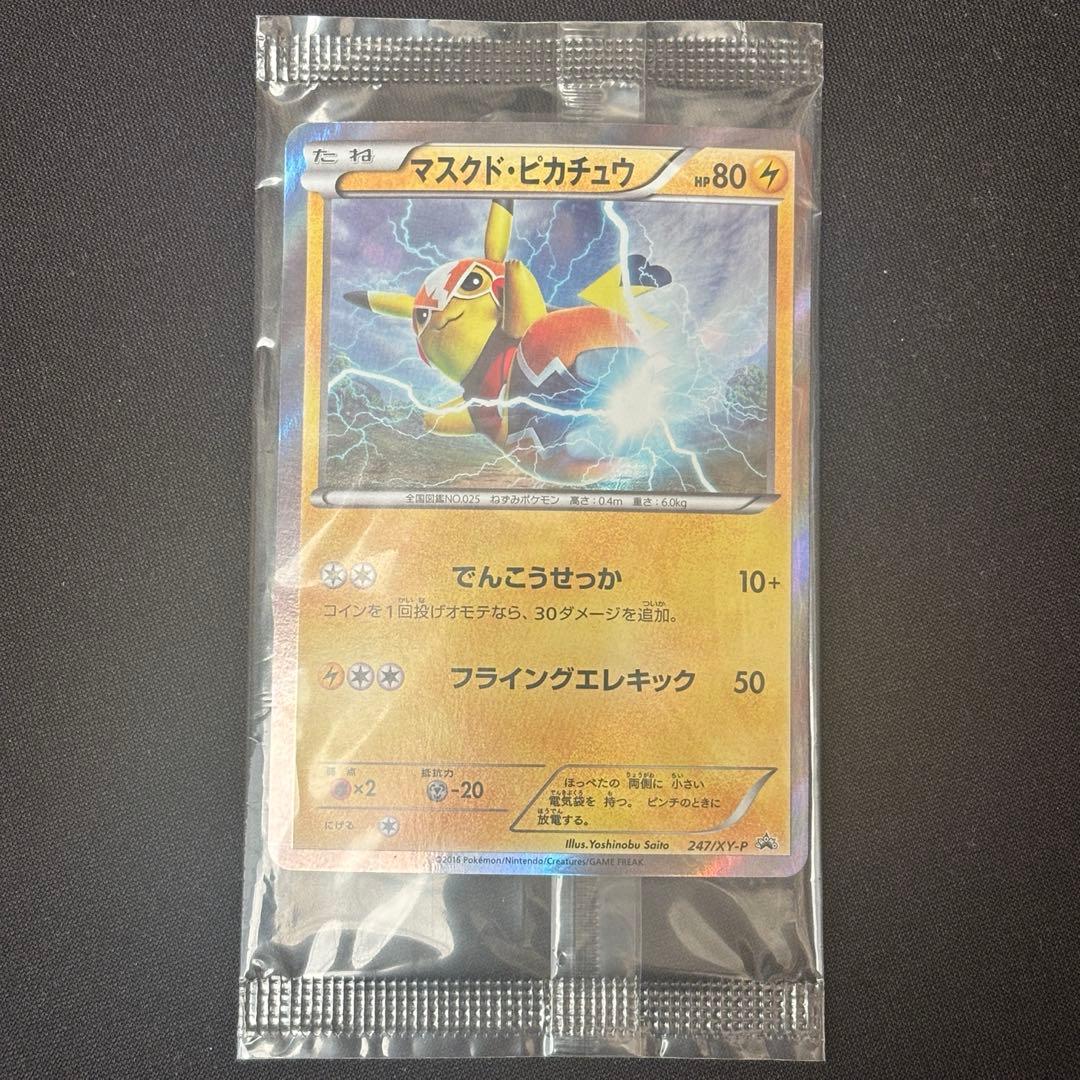 たね マスクド・ピカチュウ HP80
全国図鑑NO.025 ねずみポケモン 高さ:0.4m 重さ:6.0kg
でんこうせっか 10+
コインを1回投げオモテなら、30ダメージを追加。
フライングエレキック 50
弱点 抵抗力
×2 -20
にげる
ほっぺたの 両側に 小さい
電気袋を 持つ。 ピンチのときに
放電する。
Illus.Yoshinobu Saito 247/XY-P
©2016 Pokémon/Nintendo/Creatures/GAME FREAK